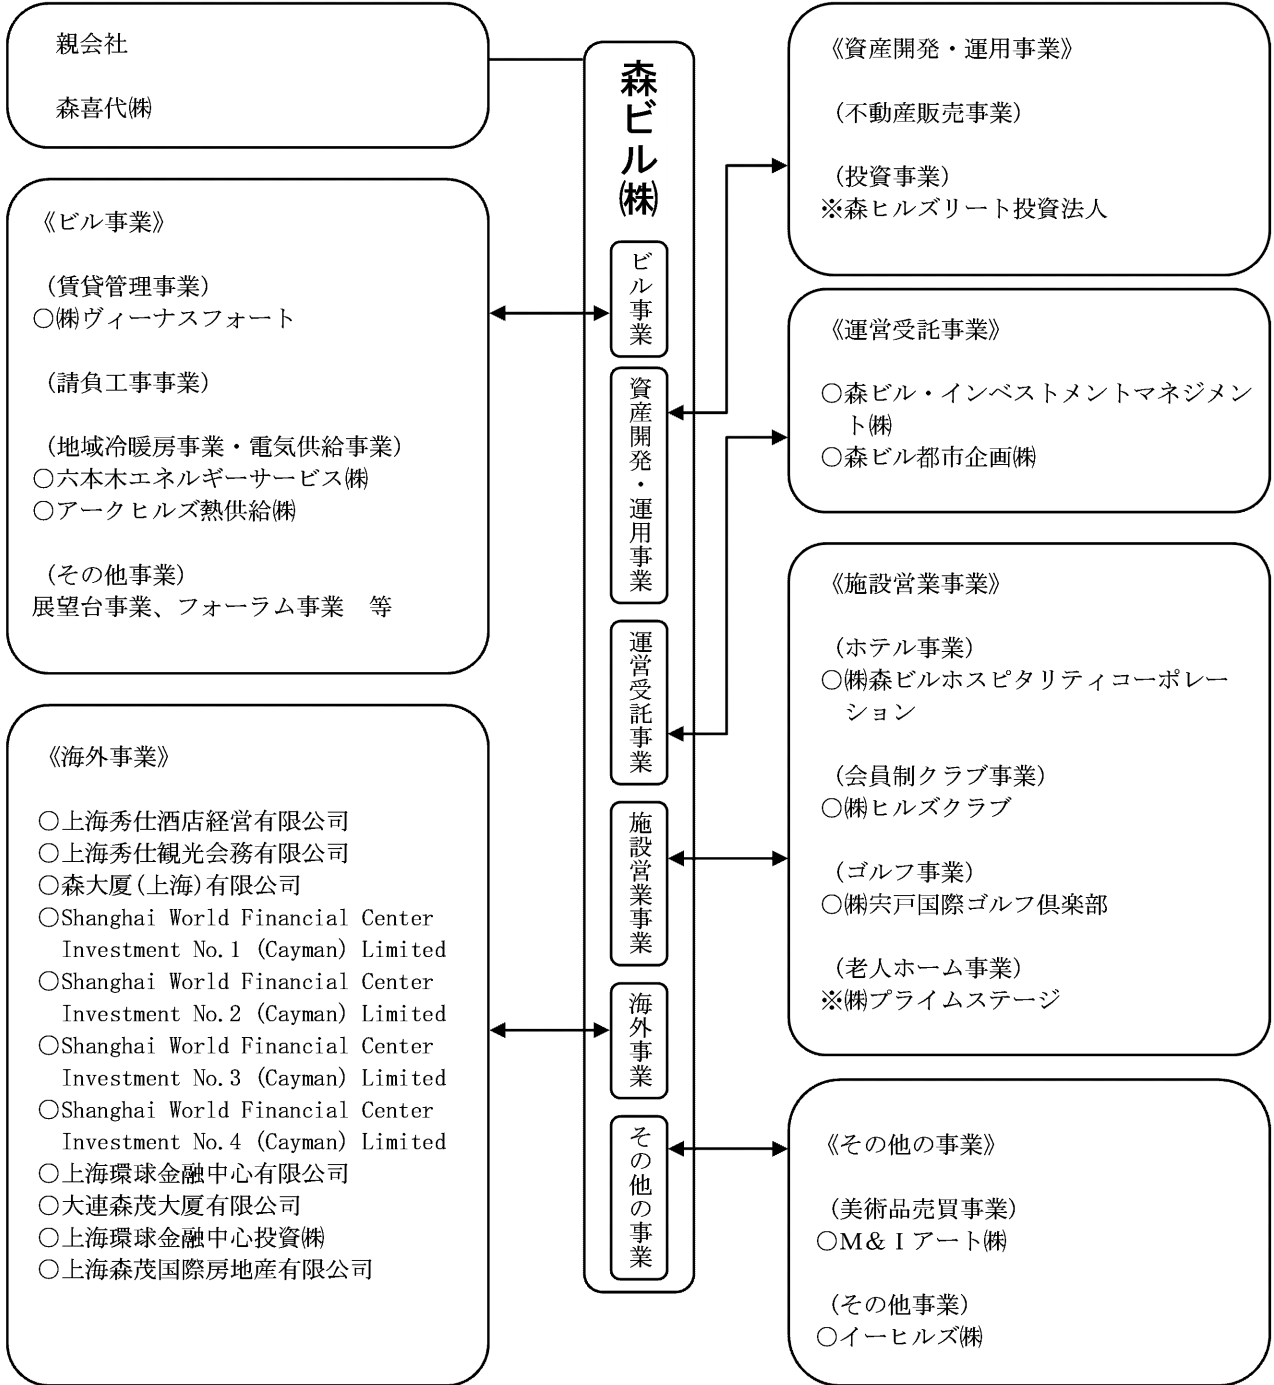 親会社
森喜代㈱
《ビル事業》
(賃貸管理事業)
○㈱ヴィーナスフォート
(請負工事事業)
(地域冷暖房事業・電気供給事業)
○六本木エネルギーサービス㈱
○アークヒルズ熱供給㈱
(その他事業)
展望台事業、フォーラム事業　等
《海外事業》
○上海秀仕酒店経営有限公司
○上海秀仕観光会務有限公司
○森大厦(上海)有限公司
○Shanghai World Financial Center
Investment No.1 (Cayman) Limited
○Shanghai World Financial Center
Investment No.2 (Cayman) Limited
○Shanghai World Financial Center
Investment No.3 (Cayman) Limited
○Shanghai World Financial Center
Investment No.4 (Cayman) Limited
○上海環球金融中心有限公司
○大連森茂大厦有限公司
○上海環球金融中心投資㈱
○上海森茂国際房地産有限公司
森ビル㈱
ビル事業
資産開発・運用事業
運営受託事業
施設営業事業
海外事業
その他の事業
《資産開発・運用事業》
(不動産販売事業)
(投資事業)
※森ヒルズリート投資法人
《運営受託事業》
○森ビル・インベストメントマネジメン
ト㈱
○森ビル都市企画㈱
《施設営業事業》
(ホテル事業)
○㈱森ビルホスピタリティコーポレー
ション
(会員制クラブ事業)
○㈱ヒルズクラブ
(ゴルフ事業)
○㈱宍戸国際ゴルフ倶楽部
(老人ホーム事業)
※㈱プライムステージ
《その他の事業》
(美術品売買事業)
○M&Iアート㈱
(その他事業)
○イーヒルズ㈱